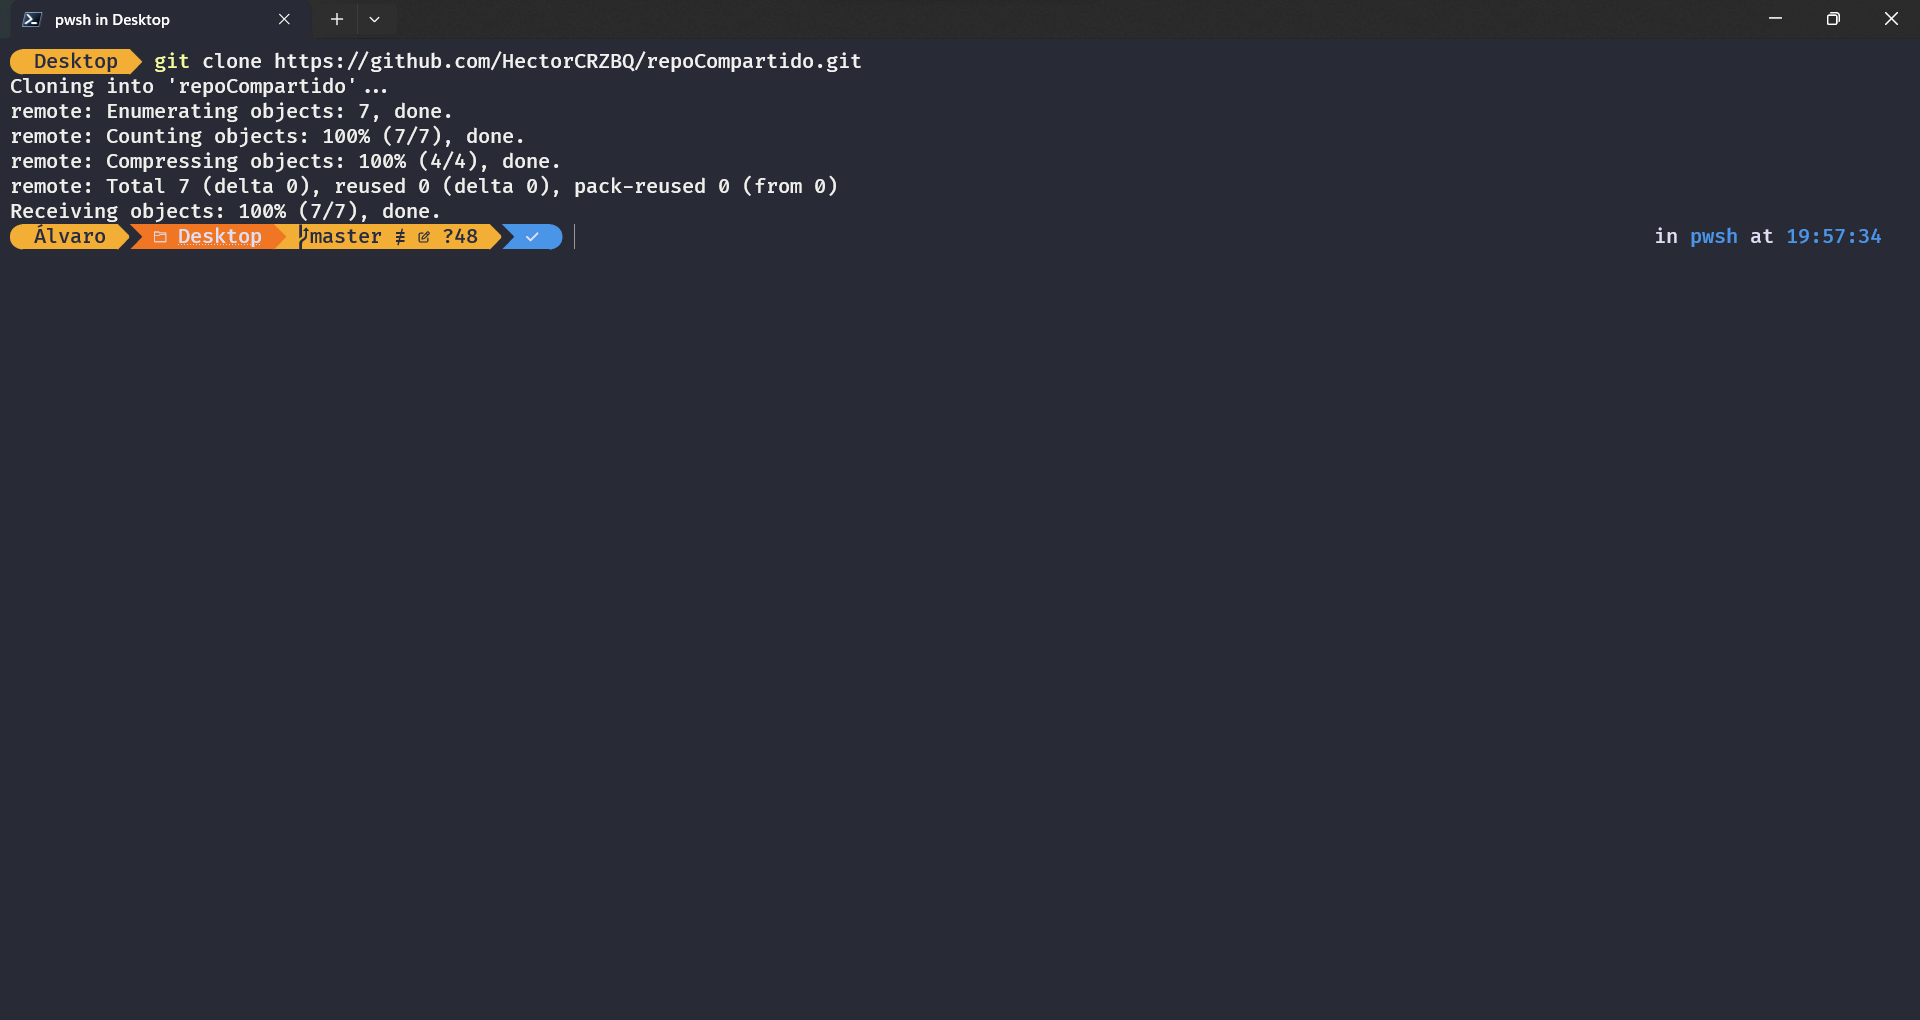 pwsh in Desktop
Desktop git clone https://github.com/HectorCRZBQ/repoCompartido.git
Cloning into 'repoCompartido'...
remote: Enumerating objects: 7, done.
remote: Counting objects: 100% (7/7), done.
remote: Compressing objects: 100% (4/4), done.
remote: Total 7 (delta 0), reused 0 (delta 0), pack-reused 0 (from 0)
Receiving objects: 100% (7/7), done.
Álvaro Desktop master ≢ ?48 in pwsh at 19:57:34